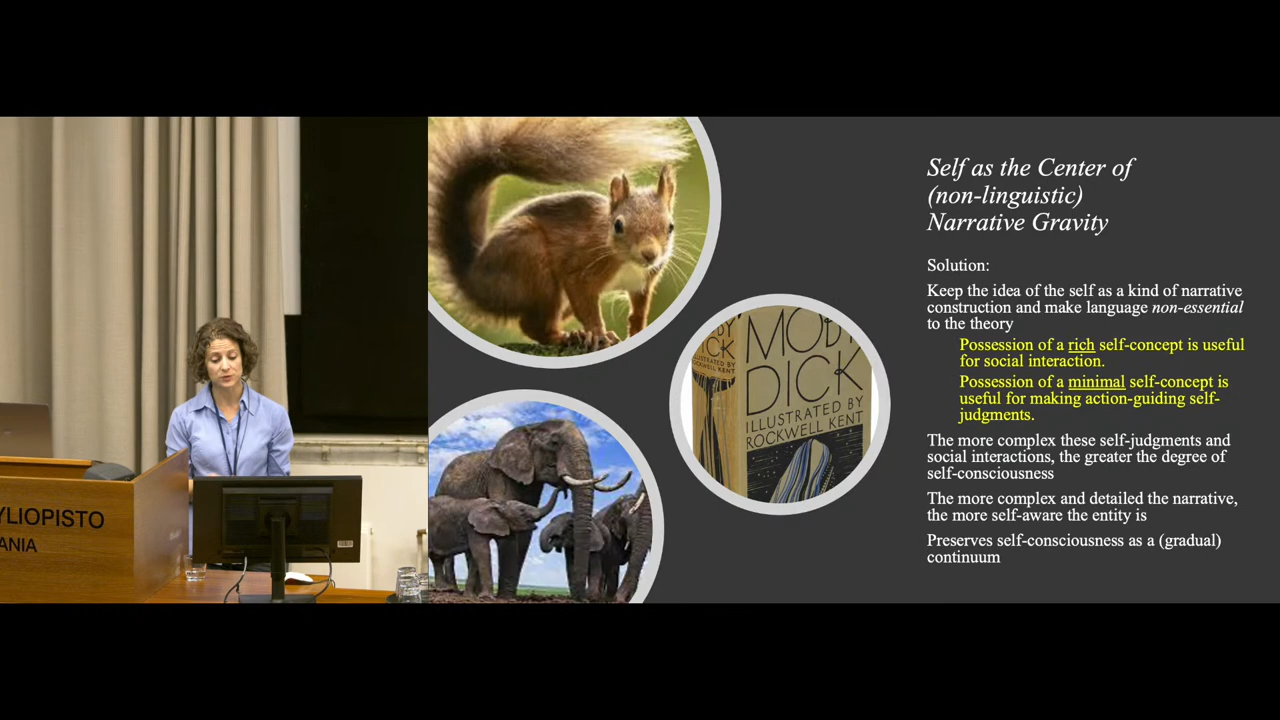 YLIOPISTO
ANIA
MOBY
DICK
ILLUSTRATED BY
ROCKWELL KENT
Self as the Center of
(non-linguistic)
Narrative Gravity
Solution:
Keep the idea of the self as a kind of narrative
construction and make language non-essential
to the theory
Possession of a rich self-concept is useful
for social interaction.
Possession of a minimal self-concept is
useful for making action-guiding self-
judgments.
The more complex these self-judgments and
social interactions, the greater the degree of
self-consciousness
The more complex and detailed the narrative,
the more self-aware the entity is
Preserves self-consciousness as a (gradual)
continuum